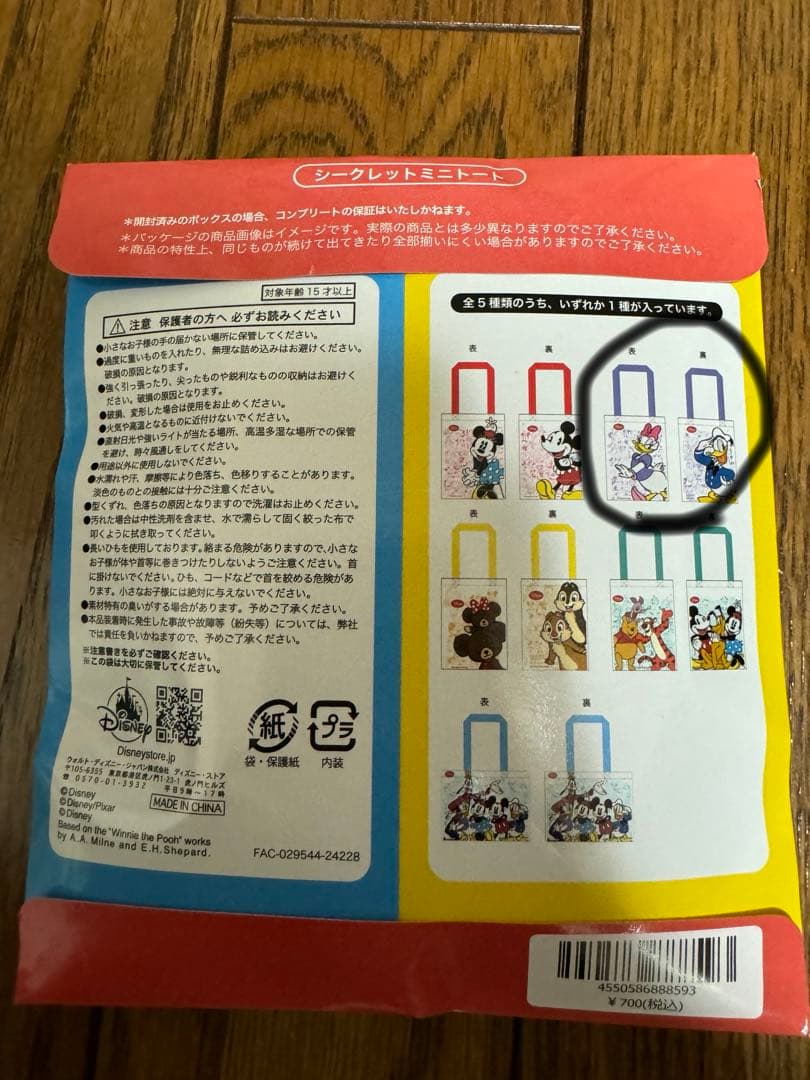 シークレットミニトート
＊開封済みのボックスの場合、コンプリートの保証はいたしかねます。
＊パッケージの商品画像はイメージです。実際の商品とは多少異なりますのでご了承ください。
＊商品の特性上、同じものが続けて出てきたり全部揃いにくい場合がありますのでご了承ください。
対象年齢15才以上
注意 保護者の方へ 必ずお読みください
●小さなお子様の手の届かない場所に保管してください。
●過度に重いものを入れたり、無理な詰め込みはお避けください。
破損の原因となります。
●強く引っ張ったり、尖ったものや鋭利なものの収納はお避けく
ださい。破損の原因となります。
●破損、変形した場合は使用をお止めください。
●火気や高温となるものに近付けないでください。
●直射日光や強いライトが当たる場所、高温多湿な場所での保管
を避け、時々風通しをしてください。
●用途以外に使用しないでください。
●水濡れや汗、摩擦等により色落ち、色移りすることがあります。
淡色のものとの接触には十分ご注意ください。
●型くずれ、色落ちの原因となりますので洗濯はお止めください。
●汚れた場合は中性洗剤を含ませ、水で濡らして固く絞った布で
叩くように拭き取ってください。
●長いひもを使用しております。絡まる危険がありますので、小さな
お子様が体や首等に巻きつけたりしないようご注意ください。首
に掛けないでください。ひも、コードなどで首を絞める危険があ
ります。小さなお子様には絶対に与えないでください。
●素材特有の臭いがする場合があります。予めご了承ください。
●本品装着時に発生した事故や故障等（紛失等）については、弊社
では責任を負いかねますので、予めご了承ください。
※注意書きを必ずご確認ください。
※この袋は大切に保管してください。
Disney
Disneystore.jp
紙
袋・保護紙
プラ
内装
ウォルト・ディズニー・ジャパン株式会社 ディズニー・ストア
〒105-6355 東京都港区虎ノ門1-23-1 虎ノ門ヒルズ
☎0570-01-3932 平日9時〜17時
©Disney
©Disney/Pixar
©Disney
MADE IN CHINA
Based on the "Winnie the Pooh" works
by A.A. Milne and E.H. Shepard.
FAC-029544-24228
全5種類のうち、いずれか1種が入っています。
表 裏 表 裏
表 裏 表 裏
表 裏
4550586888593
￥700(税込)